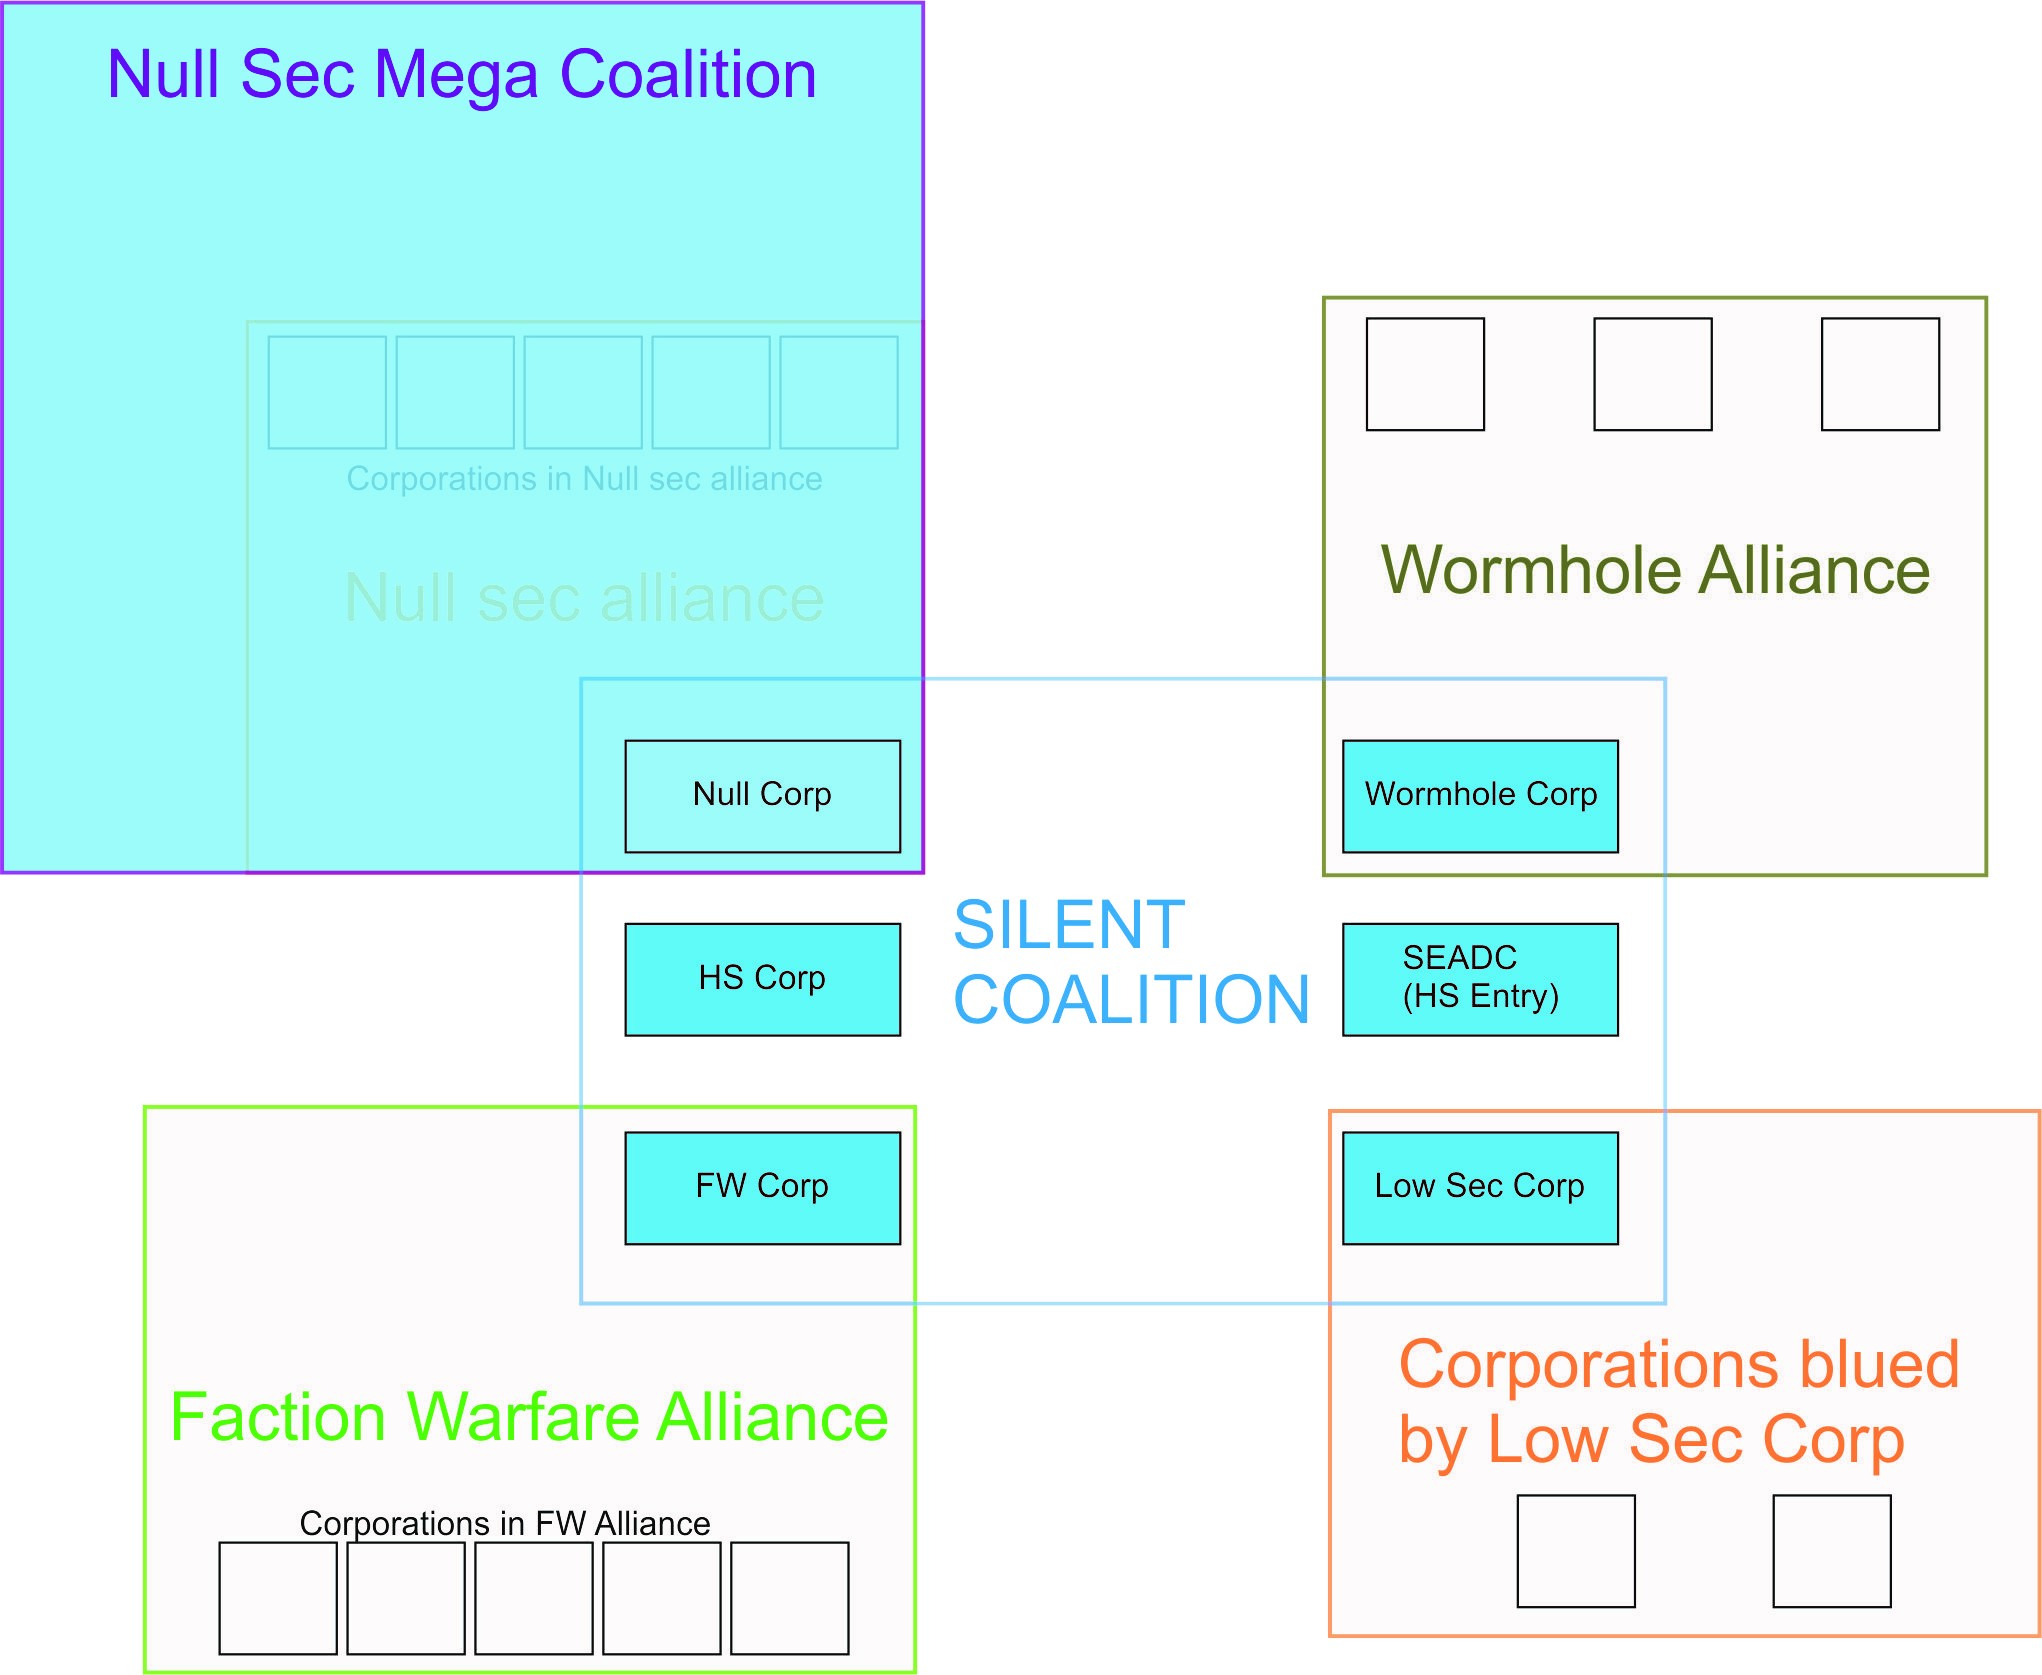 Null Sec Mega Coalition
Corporations in Null sec alliance
Null sec alliance
Wormhole Alliance
Null Corp
Wormhole Corp
SILENT
COALITION
HS Corp
SEADC
(HS Entry)
FW Corp
Low Sec Corp
Faction Warfare Alliance
Corporations in FW Alliance
Corporations blued
by Low Sec Corp